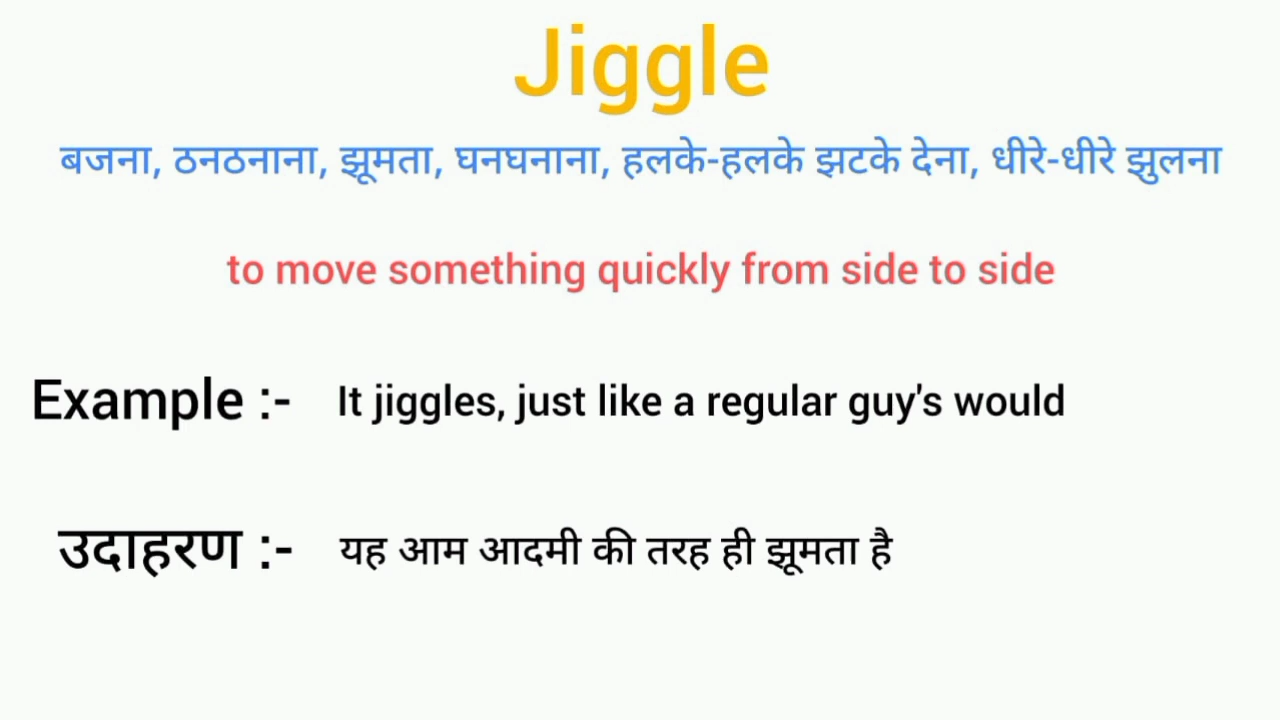 Jiggle
बजना, ठनठनाना, झूमता, घनघनाना, हलके-हलके झटके देना, धीरे-धीरे झुलना
to move something quickly from side to side
Example :- It jiggles, just like a regular guy's would
उदाहरण :- यह आम आदमी की तरह ही झूमता है